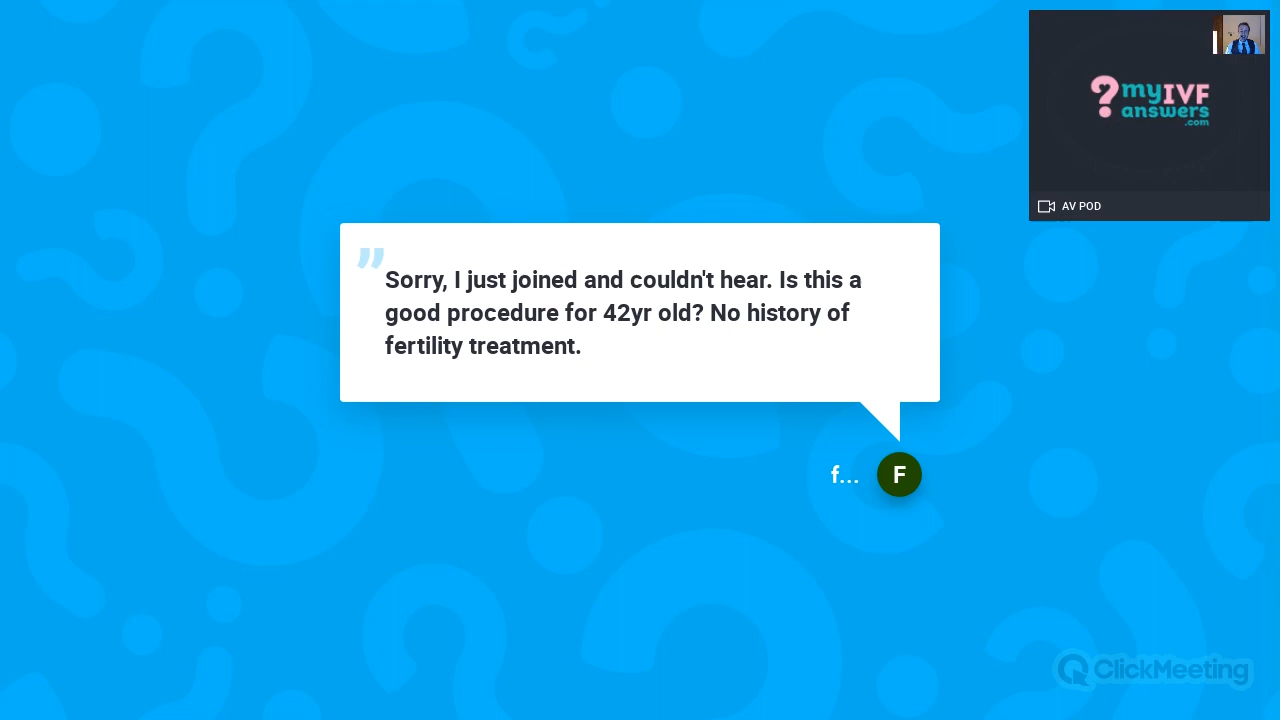 ?myIVF
answers
.com
AV POD
”
Sorry, I just joined and couldn't hear. Is this a
good procedure for 42yr old? No history of
fertility treatment.
f... F
ClickMeeting